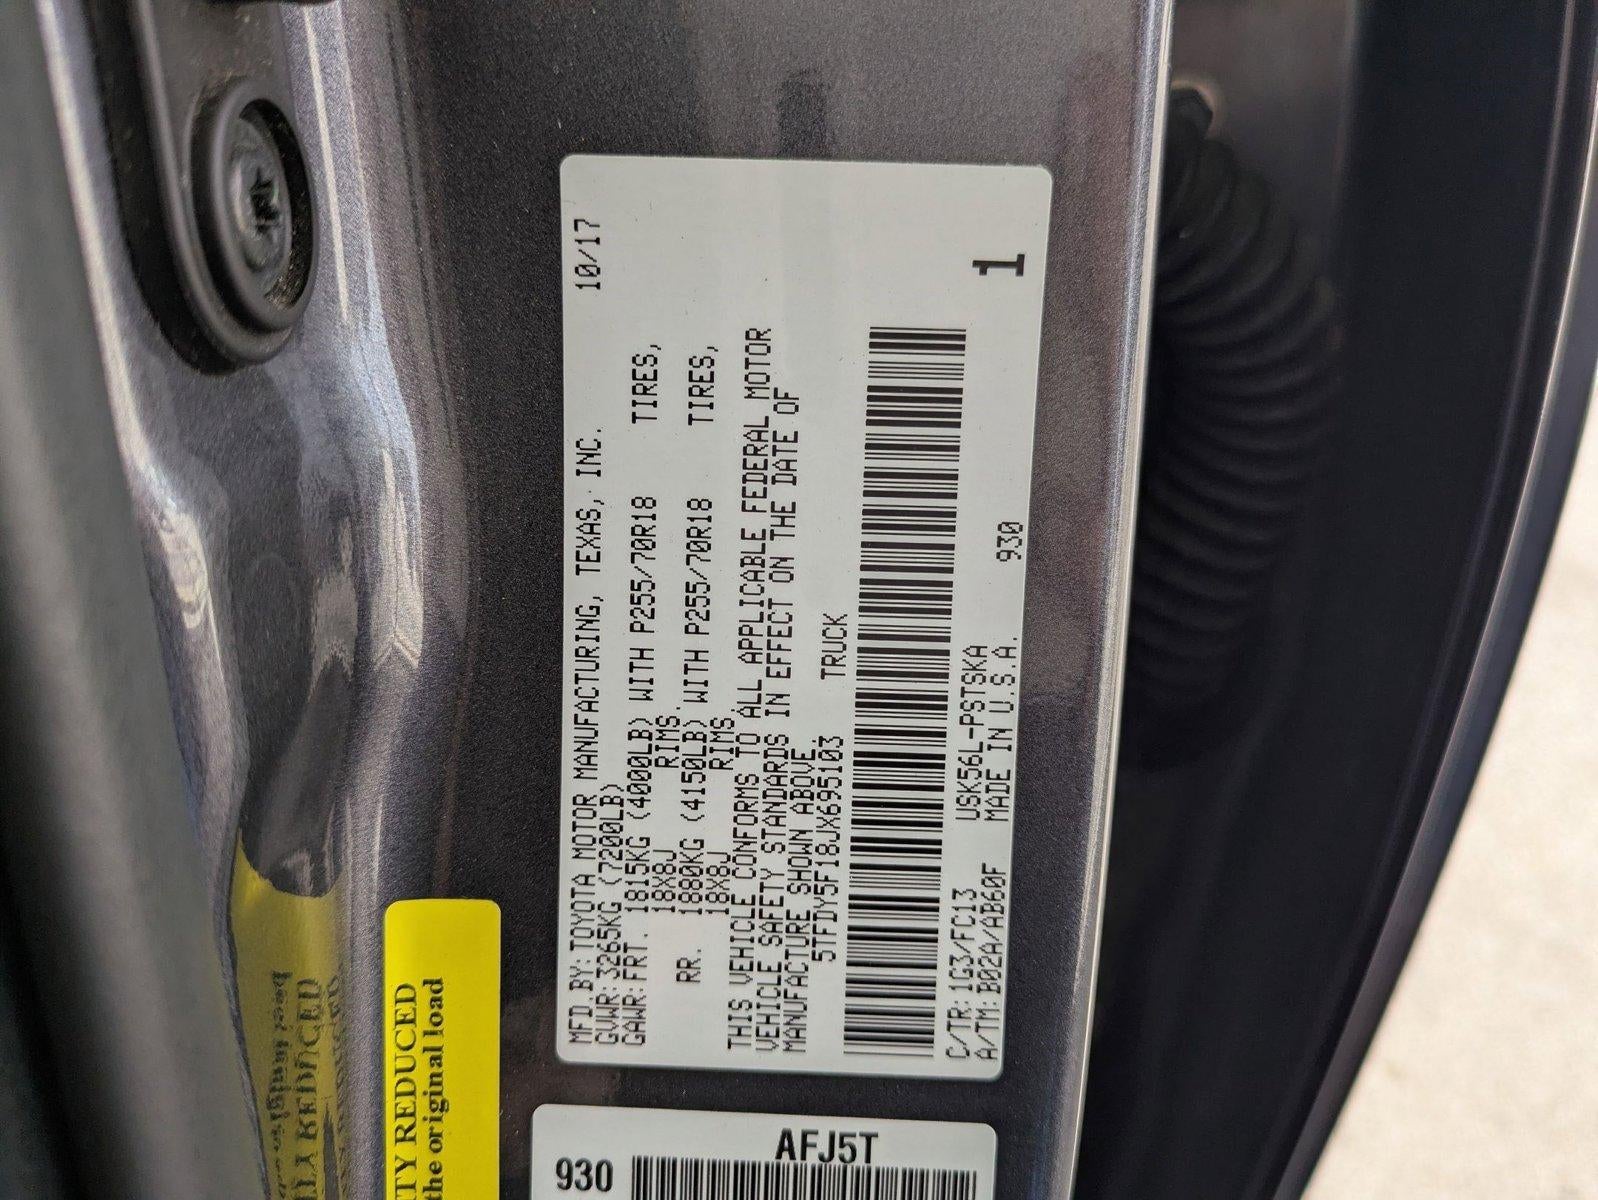 MFD.BY:TOYOTA MOTOR MANUFACTURING, TEXAS, INC. 10/17
GVWR:3265KG (7200LB)
GAWR:FRT. 1815KG (4000LB) WITH P255/70R18 TIRES,
18X8J RIMS.
RR. 1880KG (4150LB) WITH P255/70R18 TIRES,
18X8J RIMS
THIS VEHICLE CONFORMS TO ALL APPLICABLE FEDERAL MOTOR
VEHICLE SAFETY STANDARDS IN EFFECT ON THE DATE OF
MANUFACTURE SHOWN ABOVE.
5TFDY5F18JX695103 TRUCK
C/TR:1G3/FC13 USK56L-PSTSKA
A/TM:B02A/AB60F MADE IN U.S.A. 930 1
TY REDUCED
the original load
930 AFJ5T